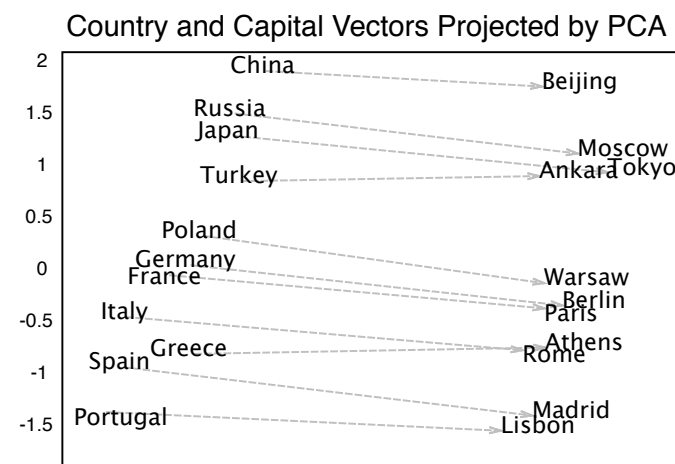 Country and Capital Vectors Projected by PCA
2
China
Beijing
1.5
Russia
Japan
Moscow
1
Turkey
Ankara
Tokyo
0.5
Poland
Germany
0
France
Warsaw
Berlin
Italy
Paris
-0.5
Greece
Athens
Spain
Rome
-1
Portugal
Madrid
-1.5
Lisbon